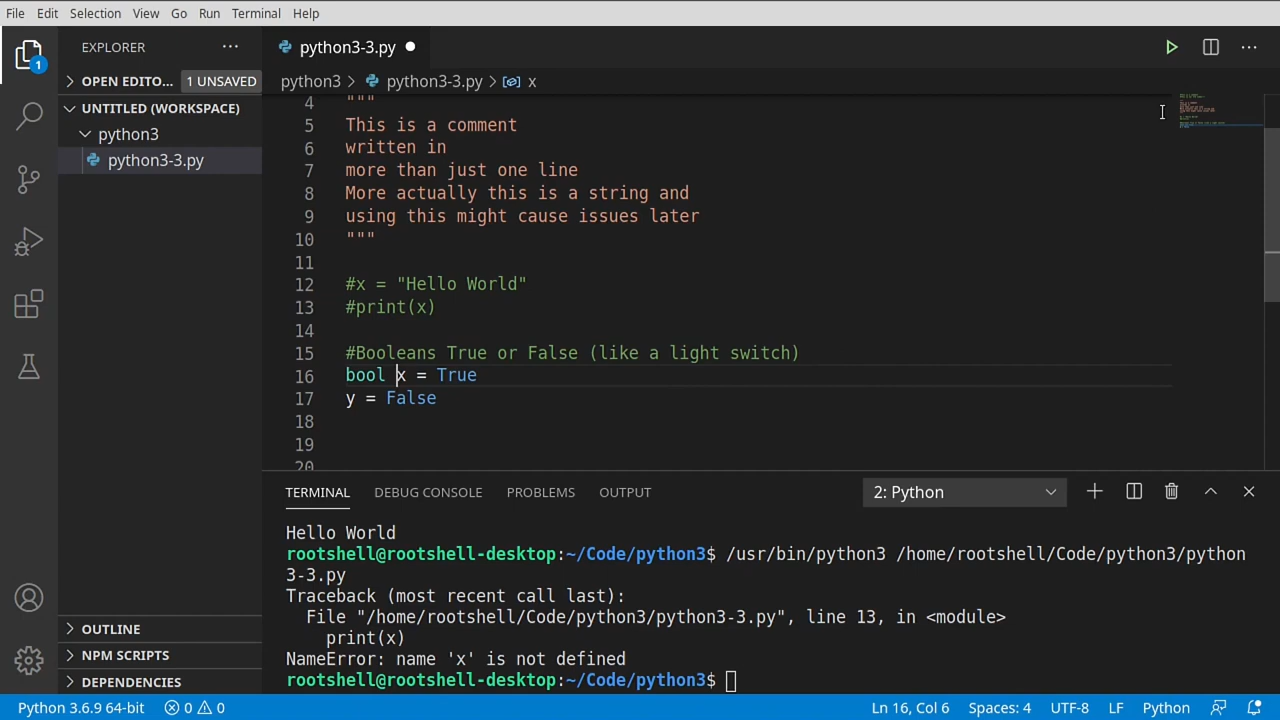 File Edit Selection View Go Run Terminal Help
EXPLORER ···
python3-3.py
1
OPEN EDITO... 1 UNSAVED
python3 > python3-3.py > x
UNTITLED (WORKSPACE)
python3
python3-3.py
4 """
5 This is a comment
6 written in
7 more than just one line
8 More actually this is a string and
9 using this might cause issues later
10 """
11
12 #x = "Hello World"
13 #print(x)
14
15 #Booleans True or False (like a light switch)
16 bool x = True
17 y = False
18
19
20
TERMINAL DEBUG CONSOLE PROBLEMS OUTPUT 2: Python
Hello World
rootshell@rootshell-desktop:~/Code/python3$ /usr/bin/python3 /home/rootshell/Code/python3/python
3-3.py
Traceback (most recent call last):
File "/home/rootshell/Code/python3/python3-3.py", line 13, in <module>
print(x)
NameError: name 'x' is not defined
rootshell@rootshell-desktop:~/Code/python3$
OUTLINE
NPM SCRIPTS
DEPENDENCIES
Python 3.6.9 64-bit 0 0 Ln 16, Col 6 Spaces: 4 UTF-8 LF Python